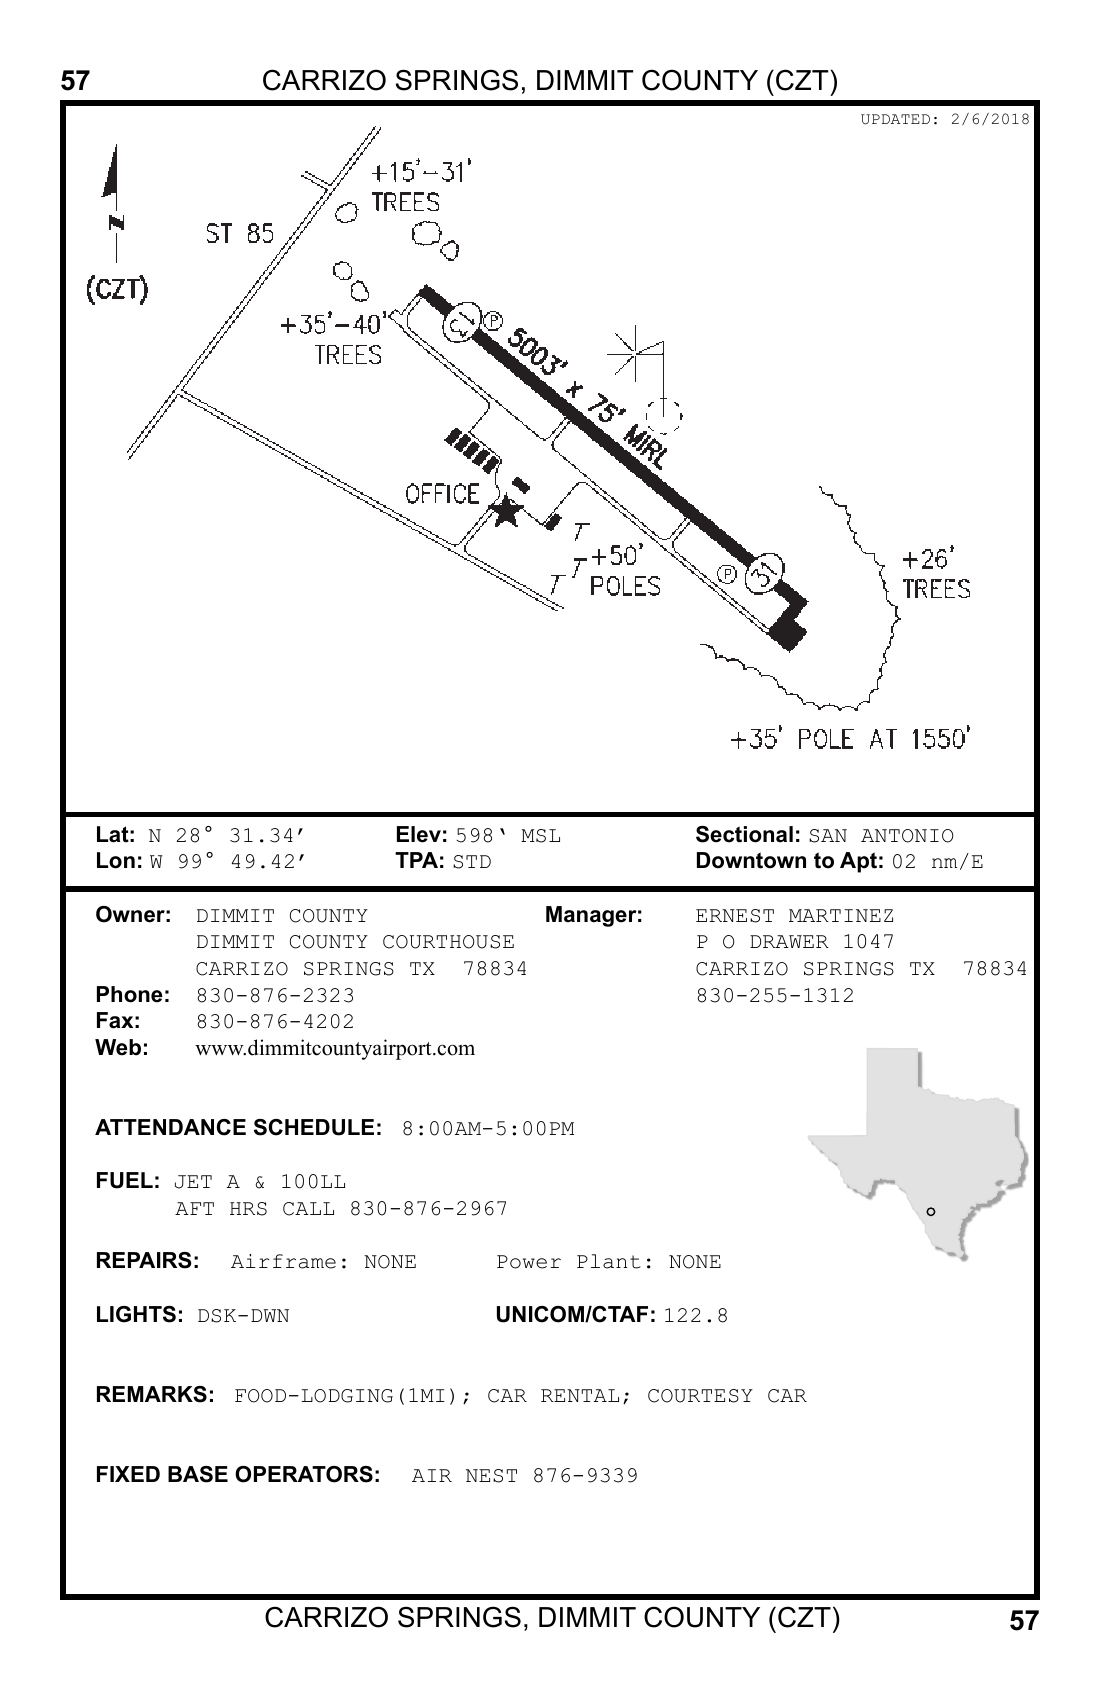 57 CARRIZO SPRINGS, DIMMIT COUNTY (CZT)
UPDATED: 2/6/2018
+15'-31'
TREES
ST 85
N
(CZT)
+35'-40'
TREES
P
5003' x 75' MIRL
OFFICE
T
T
T
+50'
POLES
P
31
+26'
TREES
+35' POLE AT 1550'
Lat: N 28° 31.34′ Elev: 598‛ MSL Sectional: SAN ANTONIO
Lon: W 99° 49.42′ TPA: STD Downtown to Apt: 02 nm/E
Owner: DIMMIT COUNTY Manager: ERNEST MARTINEZ
DIMMIT COUNTY COURTHOUSE P O DRAWER 1047
CARRIZO SPRINGS TX 78834 CARRIZO SPRINGS TX 78834
Phone: 830-876-2323 830-255-1312
Fax: 830-876-4202
Web: www.dimmitcountyairport.com
ATTENDANCE SCHEDULE: 8:00AM-5:00PM
FUEL: JET A & 100LL
AFT HRS CALL 830-876-2967
REPAIRS: Airframe: NONE Power Plant: NONE
LIGHTS: DSK-DWN UNICOM/CTAF: 122.8
REMARKS: FOOD-LODGING(1MI); CAR RENTAL; COURTESY CAR
FIXED BASE OPERATORS: AIR NEST 876-9339
CARRIZO SPRINGS, DIMMIT COUNTY (CZT) 57